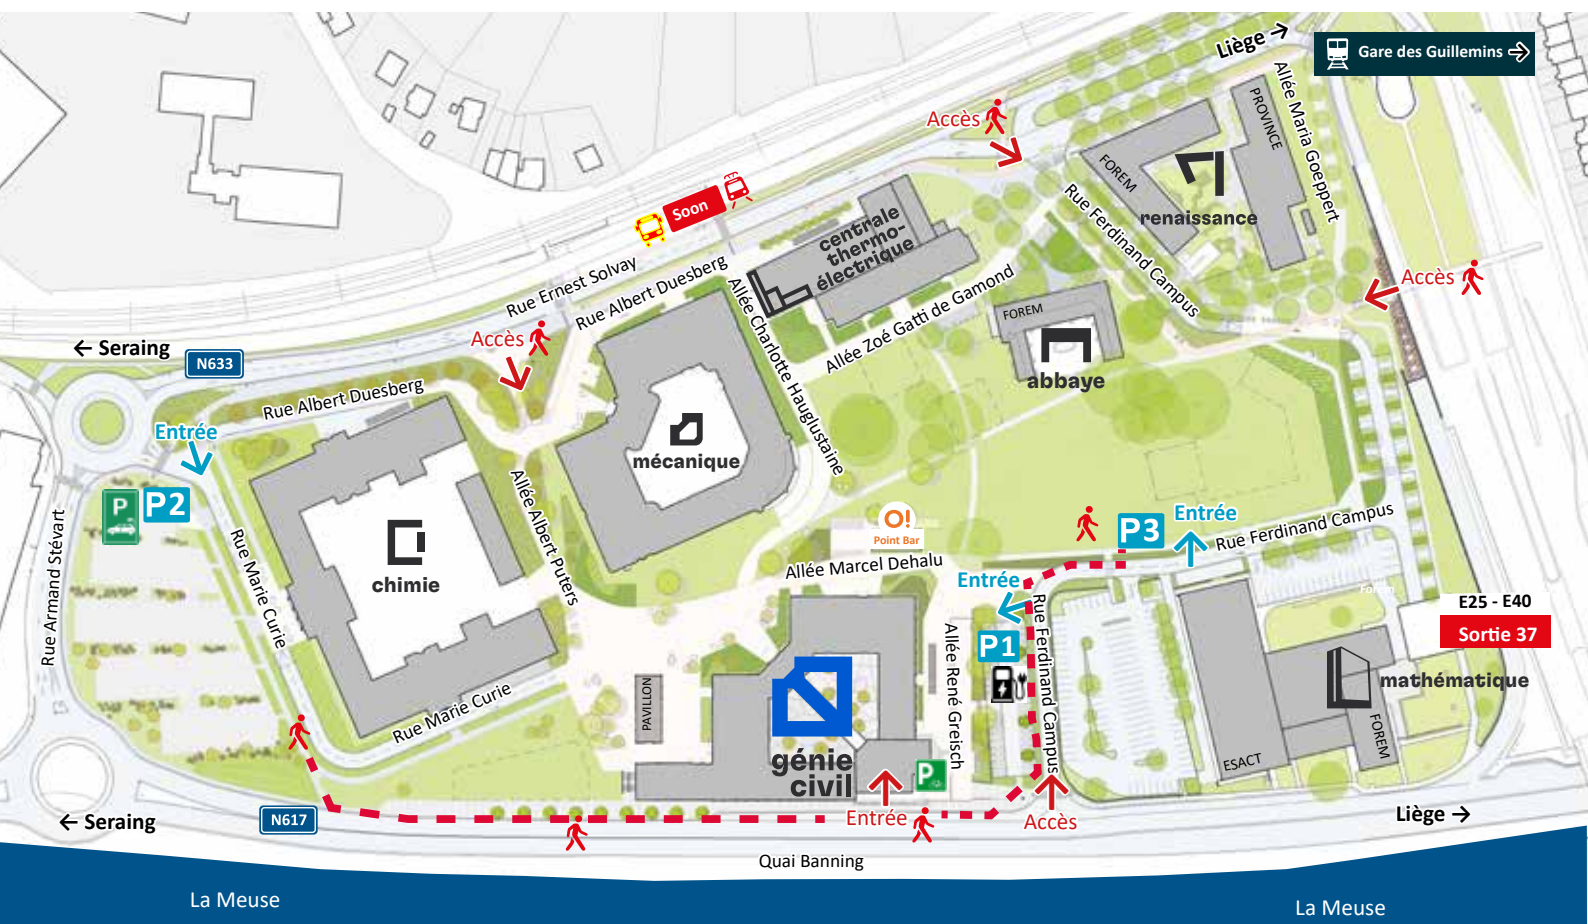 Liège →
Gare des Guillemins
Allée Maria Goeppert
PROVINCE
Accès
FOREM
renaissance
Rue Ferdinand Campus
Soon
centrale
thermo-
électrique
Rue Ernest Solvay
Rue Albert Duesberg
Allée Charlotte Hauglustaine
Allée Zoé Gatti de Gamond
Accès
FOREM
abbaye
Accès
← Seraing
N633
Rue Albert Duesberg
Entrée
P
P2
mécanique
Allée Albert Puters
chimie
Rue Marie Curie
Rue Armand Stévart
O!
Point Bar
Allée Marcel Dehalu
P3
Entrée
Rue Ferdinand Campus
Entrée
P1
Forem
E25 - E40
Sortie 37
Allée René Greisch
Rue Ferdinand Campus
mathématique
FOREM
ESACT
PAVILLON
Rue Marie Curie
génie
civil
P
Entrée
Accès
← Seraing
N617
Liège →
Quai Banning
La Meuse
La Meuse